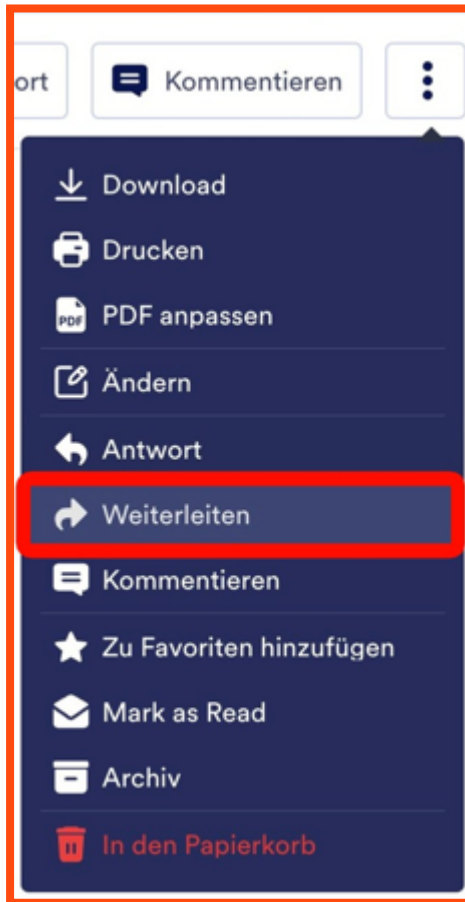 ort
Kommentieren
Download
Drucken
PDF
PDF anpassen
Ändern
Antwort
Weiterleiten
Kommentieren
Zu Favoriten hinzufügen
Mark as Read
Archiv
In den Papierkorb